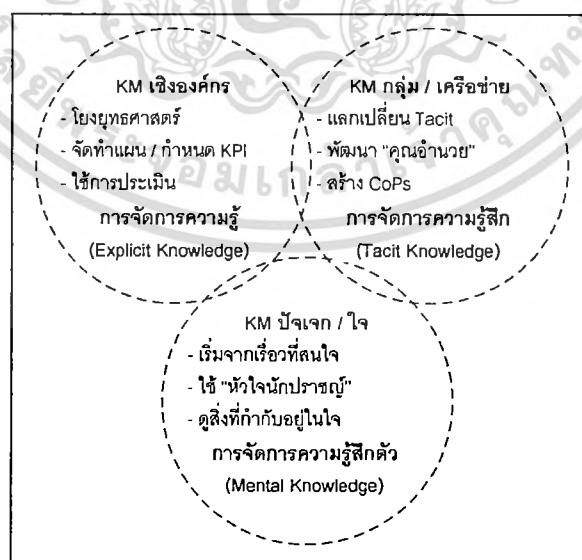 KM เชิงองค์กร
- โยงยุทธศาสตร์
- จัดทำแผน / กำหนด KPI
- ใช้การประเมิน
การจัดการความรู้
(Explicit Knowledge)
KM กลุ่ม / เครือข่าย
- แลกเปลี่ยน Tacit
- พัฒนา "คุณอำนวย"
- สร้าง CoPs
การจัดการความรู้สึก
(Tacit Knowledge)
KM ปัจเจก / ใจ
- เริ่มจากเรื่อวที่สนใจ
- ใช้ "หัวใจนักปราชญ์"
- ดูสิ่งที่กำกับอยู่ในใจ
การจัดการความรู้สึกตัว
(Mental Knowledge)